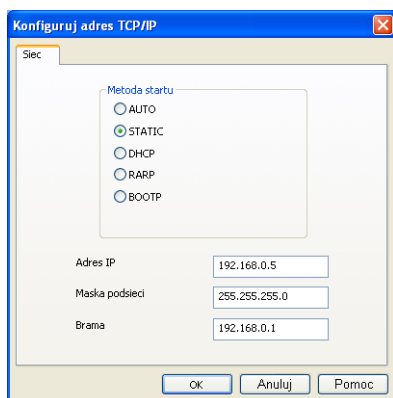 Konfiguruj adres TCP/IP
Siec
Metoda startu
AUTO
STATIC
DHCP
RARP
BOOTP
Adres IP 192.168.0.5
Maska podsieci 255.255.255.0
Brama 192.168.0.1
OK Anuluj Pomoc